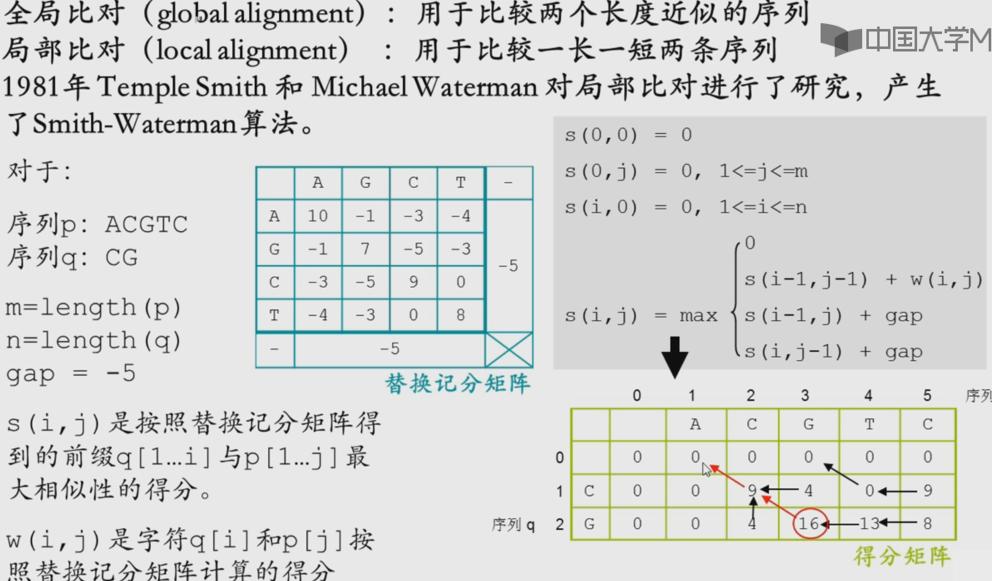 全局比对（global alignment）：用于比较两个长度近似的序列
局部比对（local alignment）：用于比较一长一短两条序列
中国大学M
1981年 Temple Smith 和 Michael Waterman 对局部比对进行了研究，产生
了Smith-Waterman算法。
对于：
序列p: ACGTC
序列q: CG
m=length(p)
n=length(q)
gap = -5
s(i,j)是按照替换记分矩阵得
到的前缀q[1…i]与p[1…j]最
大相似性的得分。
w(i,j)是字符q[i]和p[j]按
照替换记分矩阵计算的得分
A G C T -
A 10 -1 -3 -4
G -1 7 -5 -3
-5
C -3 -5 9 0
T -4 -3 0 8
- -5
替换记分矩阵
s(0,0) = 0
s(0,j) = 0, 1<=j<=m
s(i,0) = 0, 1<=i<=n
0
s(i-1,j-1) + w(i,j)
s(i,j) = max s(i-1,j) + gap
s(i,j-1) + gap
0 1 2 3 4 5 序列
A C G T C
0 0 0 0 0 0 0
1 C 0 0 9 4 0 9
序列 q 2 G 0 0 4 16 13 8
得分矩阵